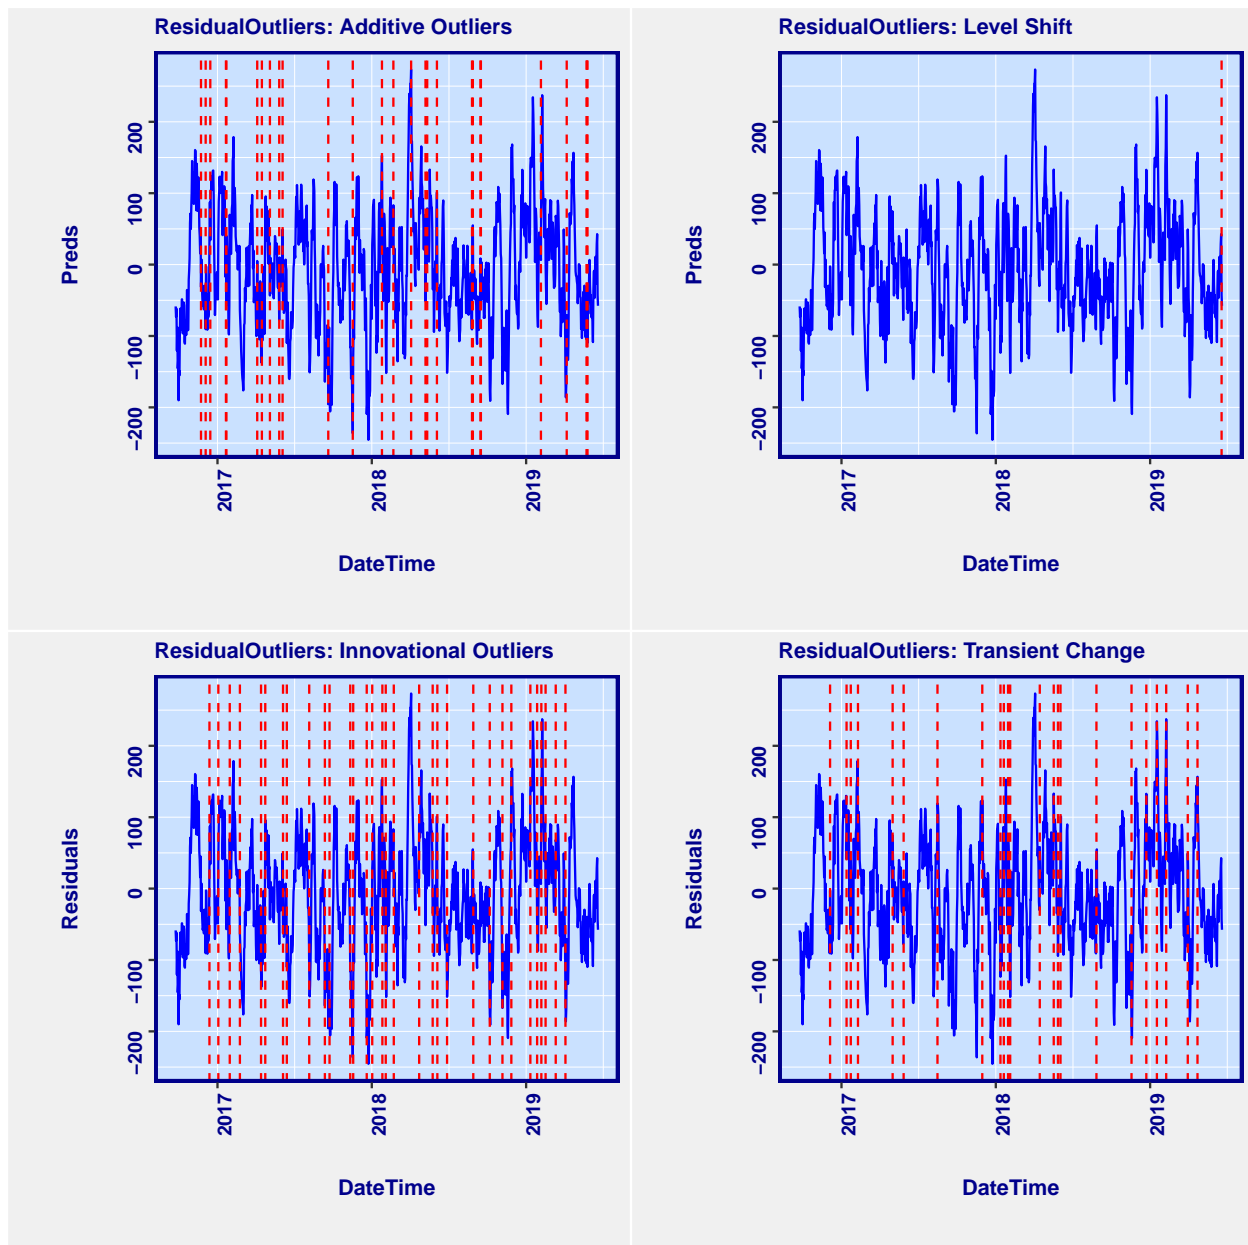 ResidualOutliers: Additive Outliers
Preds
200
100
0
−100
−200
2017
2018
2019
DateTime
ResidualOutliers: Level Shift
Preds
200
100
0
−100
−200
2017
2018
2019
DateTime
ResidualOutliers: Innovational Outliers
Residuals
200
100
0
−100
−200
2017
2018
2019
DateTime
ResidualOutliers: Transient Change
Residuals
200
100
0
−100
−200
2017
2018
2019
DateTime